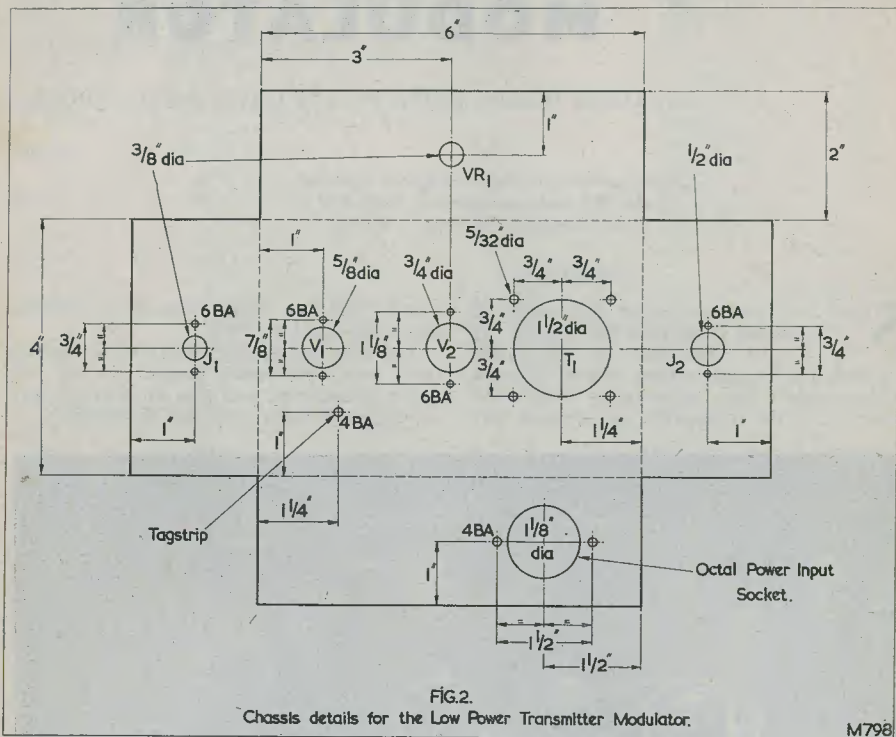 MODULATOR
6"
3"
1"
2"
3/8" dia
VR1
1/2" dia
1"
5/8" dia
3/4" dia
5/32" dia
3/4" 3/4"
6BA
6BA
6BA
3/4"
1 1/2" dia
4"
3/4"
J1
7/8"
V1
1 1/8"
V2
T1
J2
3/4"
3/4"
6BA
1"
4BA
1"
1 1/4"
1"
1 1/4"
Tagstrip
4BA
1 1/8"
dia
1"
Octal Power Input
Socket.
1 1/2"
1 1/2"
FIG.2.
Chassis details for the Low Power Transmitter Modulator.
M798